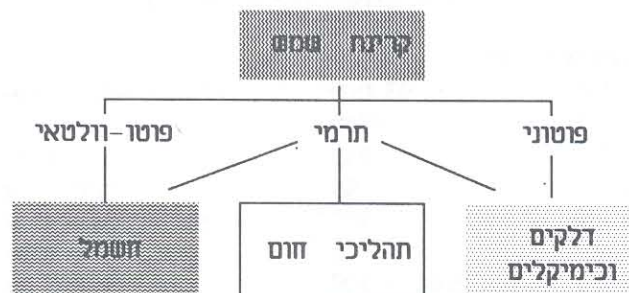 קרינת שמש
פוטוני
תרמי
פוטו-וולטאי
דלקים
וכימיקלים
תהליכי חום
חשמל